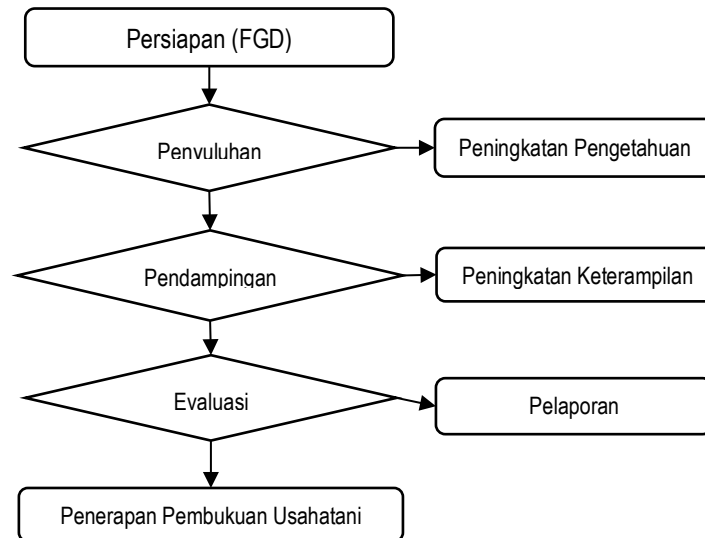 Persiapan (FGD)
Penyuluhan
Peningkatan Pengetahuan
Pendampingan
Peningkatan Keterampilan
Evaluasi
Pelaporan
Penerapan Pembukuan Usahatani